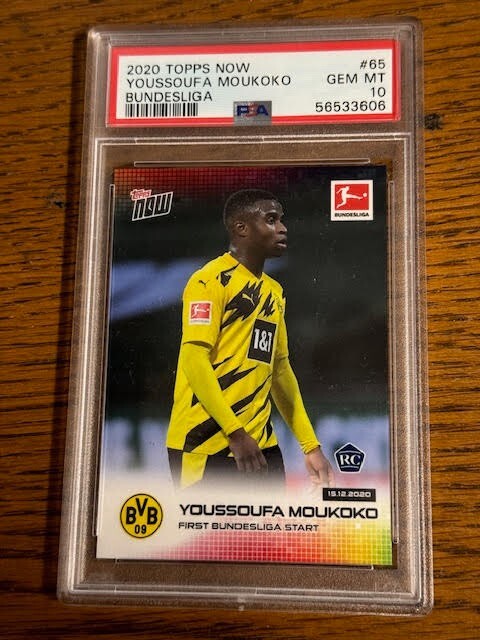 2020 TOPPS NOW #65
YOUSSOUFA MOUKOKO GEM MT
BUNDESLIGA 10
PSA 56533606
Topps NOW
BUNDESLIGA
1&1
RC
15.12.2020
BVB 09
YOUSSOUFA MOUKOKO
FIRST BUNDESLIGA START